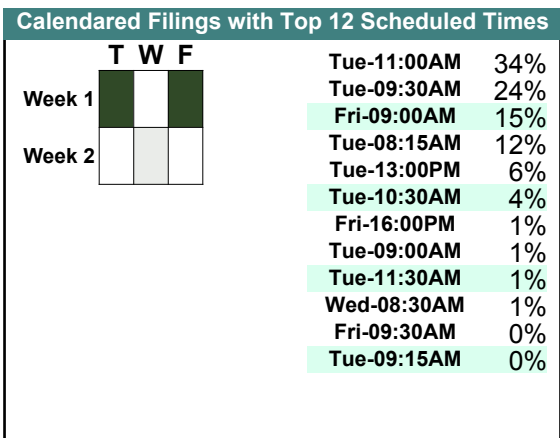 Calendared Filings with Top 12 Scheduled Times
T W F
Week 1
Week 2
Tue-11:00AM 34%
Tue-09:30AM 24%
Fri-09:00AM 15%
Tue-08:15AM 12%
Tue-13:00PM 6%
Tue-10:30AM 4%
Fri-16:00PM 1%
Tue-09:00AM 1%
Tue-11:30AM 1%
Wed-08:30AM 1%
Fri-09:30AM 0%
Tue-09:15AM 0%